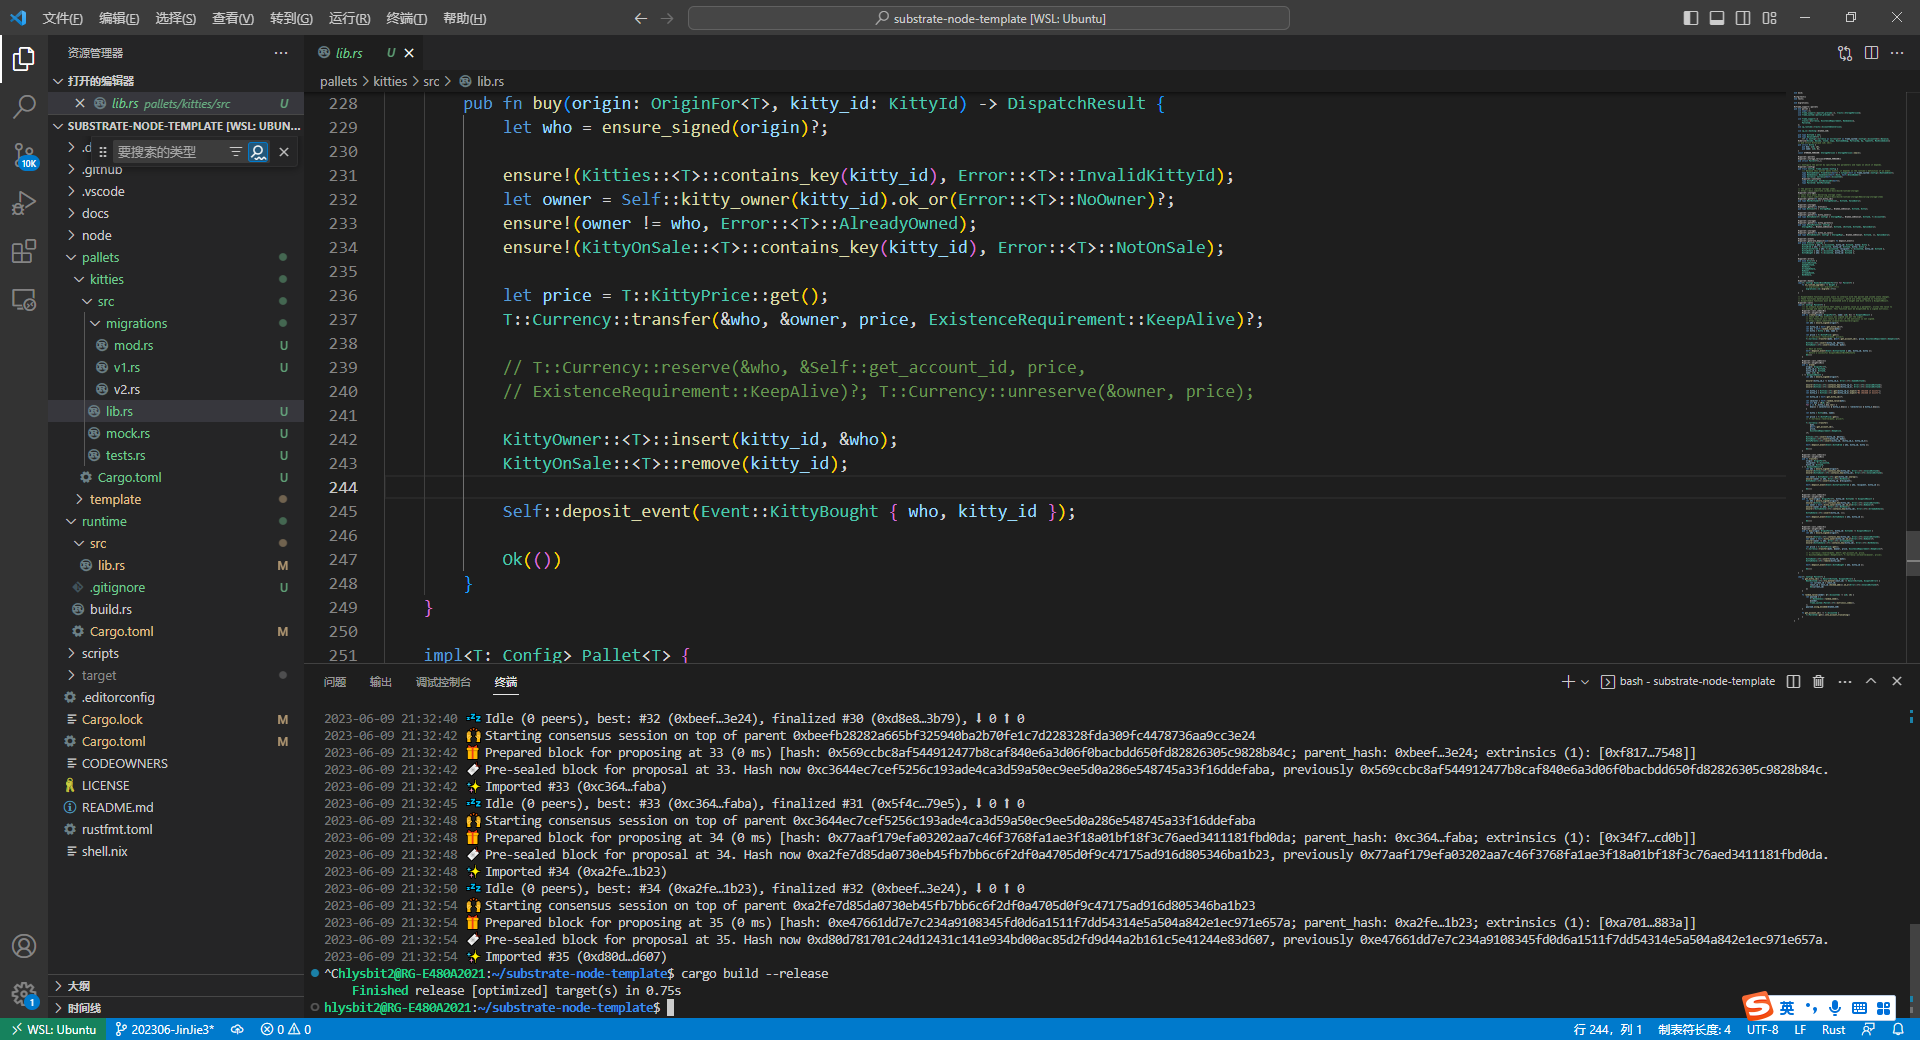 文件(F) 编辑(E) 选择(S) 查看(V) 转到(G) 运行(R) 终端(T) 帮助(H)
substrate-node-template [WSL: Ubuntu]
资源管理器
lib.rs U
打开的编辑器
lib.rs pallets/kitties/src U
pallets > kitties > src > lib.rs
SUBSTRATE-NODE-TEMPLATE [WSL: UBUN...
.d
要搜索的类型
.github
.vscode
docs
node
pallets
kitties
src
migrations
mod.rs U
v1.rs U
v2.rs
lib.rs U
mock.rs U
tests.rs U
Cargo.toml U
template
runtime
src
lib.rs M
.gitignore U
build.rs
Cargo.toml M
scripts
target
.editorconfig
Cargo.lock M
Cargo.toml M
CODEOWNERS
LICENSE
README.md
rustfmt.toml
shell.nix
大纲
时间线
10K
1
228 pub fn buy(origin: OriginFor<T>, kitty_id: KittyId) -> DispatchResult {
229 let who = ensure_signed(origin)?;
230
231 ensure!(Kitties::<T>::contains_key(kitty_id), Error::<T>::InvalidKittyId);
232 let owner = Self::kitty_owner(kitty_id).ok_or(Error::<T>::NoOwner)?;
233 ensure!(owner != who, Error::<T>::AlreadyOwned);
234 ensure!(KittyOnSale::<T>::contains_key(kitty_id), Error::<T>::NotOnSale);
235
236 let price = T::KittyPrice::get();
237 T::Currency::transfer(&who, &owner, price, ExistenceRequirement::KeepAlive)?;
238
239 // T::Currency::reserve(&who, &Self::get_account_id, price,
240 // ExistenceRequirement::KeepAlive)?; T::Currency::unreserve(&owner, price);
241
242 KittyOwner::<T>::insert(kitty_id, &who);
243 KittyOnSale::<T>::remove(kitty_id);
244
245 Self::deposit_event(Event::KittyBought { who, kitty_id });
246
247 Ok(())
248 }
249 }
250
251 impl<T: Config> Pallet<T> {
问题 输出 调试控制台 终端
bash - substrate-node-template
2023-06-09 21:32:40 💤 Idle (0 peers), best: #32 (0xbeef…3e24), finalized #30 (0xd8e8…3b79), ⬇ 0 ⬆ 0
2023-06-09 21:32:42 🙌 Starting consensus session on top of parent 0xbeefb28282a665bf325940ba2b70fe1c7d228328fda309fc4478736aa9cc3e24
2023-06-09 21:32:42 🎁 Prepared block for proposing at 33 (0 ms) [hash: 0x569ccbc8af544912477b8caf840e6a3d06f0bacbdd650fd82826305c9828b84c; parent_hash: 0xbeef…3e24; extrinsics (1): [0xf817…7548]]
2023-06-09 21:32:42 🔖 Pre-sealed block for proposal at 33. Hash now 0xc3644ec7cef5256c193ade4ca3d59a50ec9ee5d0a286e548745a33f16ddefaba, previously 0x569ccbc8af544912477b8caf840e6a3d06f0bacbdd650fd82826305c9828b84c.
2023-06-09 21:32:42 ✨ Imported #33 (0xc364…faba)
2023-06-09 21:32:45 💤 Idle (0 peers), best: #33 (0xc364…faba), finalized #31 (0x5f4c…79e5), ⬇ 0 ⬆ 0
2023-06-09 21:32:48 🙌 Starting consensus session on top of parent 0xc3644ec7cef5256c193ade4ca3d59a50ec9ee5d0a286e548745a33f16ddefaba
2023-06-09 21:32:48 🎁 Prepared block for proposing at 34 (0 ms) [hash: 0x77aaf179efa03202aa7c46f3768fa1ae3f18a01bf18f3c76aed3411181fbd0da; parent_hash: 0xc364…faba; extrinsics (1): [0x34f7…cd0b]]
2023-06-09 21:32:48 🔖 Pre-sealed block for proposal at 34. Hash now 0xa2fe7d85da0730eb45fb7bb6c6f2df0a4705d0f9c47175ad916d805346ba1b23, previously 0x77aaf179efa03202aa7c46f3768fa1ae3f18a01bf18f3c76aed3411181fbd0da.
2023-06-09 21:32:48 ✨ Imported #34 (0xa2fe…1b23)
2023-06-09 21:32:50 💤 Idle (0 peers), best: #34 (0xa2fe…1b23), finalized #32 (0xbeef…3e24), ⬇ 0 ⬆ 0
2023-06-09 21:32:54 🙌 Starting consensus session on top of parent 0xa2fe7d85da0730eb45fb7bb6c6f2df0a4705d0f9c47175ad916d805346ba1b23
2023-06-09 21:32:54 🎁 Prepared block for proposing at 35 (0 ms) [hash: 0xe47661dd7e7c234a9108345fd0d6a1511f7dd54314e5a504a842e1ec971e657a; parent_hash: 0xa2fe…1b23; extrinsics (1): [0xa701…883a]]
2023-06-09 21:32:54 🔖 Pre-sealed block for proposal at 35. Hash now 0xd80d781701c24d12431c141e934bd00ac85d2fd9d44a2b161c5e41244e83d607, previously 0xe47661dd7e7c234a9108345fd0d6a1511f7dd54314e5a504a842e1ec971e657a.
2023-06-09 21:32:54 ✨ Imported #35 (0xd80d…d607)
^Chlysbit2@RG-E480A2021:~/substrate-node-template$ cargo build --release
Finished release [optimized] target(s) in 0.75s
hlysbit2@RG-E480A2021:~/substrate-node-template$
英
WSL: Ubuntu 202306-JinJie3* 0 0 行 244，列 1 制表符长度: 4 UTF-8 LF Rust